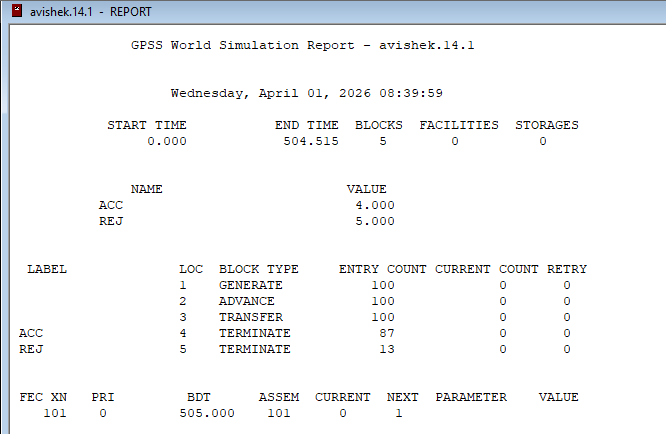 avishek.14.1 - REPORT
GPSS World Simulation Report - avishek.14.1
Wednesday, April 01, 2026 08:39:59
START TIME END TIME BLOCKS FACILITIES STORAGES
0.000 504.515 5 0 0
NAME VALUE
ACC 4.000
REJ 5.000
LABEL LOC BLOCK TYPE ENTRY COUNT CURRENT COUNT RETRY
1 GENERATE 100 0 0
2 ADVANCE 100 0 0
3 TRANSFER 100 0 0
ACC 4 TERMINATE 87 0 0
REJ 5 TERMINATE 13 0 0
FEC XN PRI BDT ASSEM CURRENT NEXT PARAMETER VALUE
101 0 505.000 101 0 1